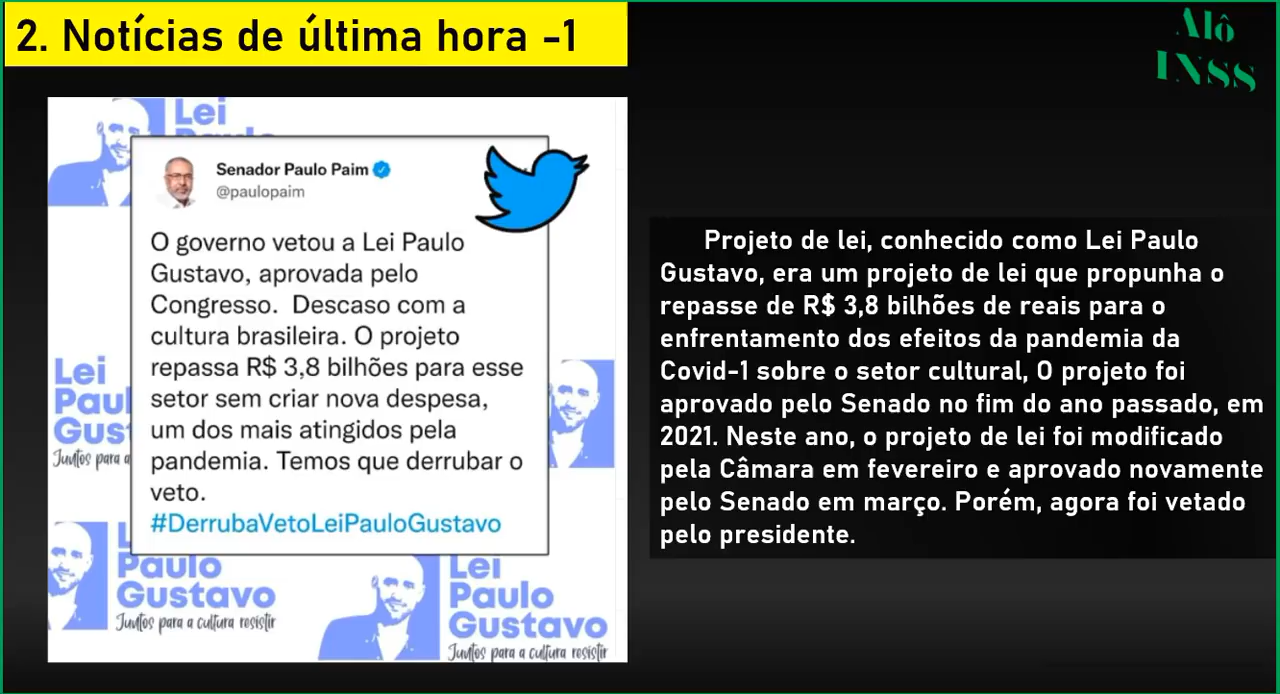 2. Notícias de última hora -1
Alô
INSS
Lei
Senador Paulo Paim
@paulopaim
O governo vetou a Lei Paulo
Gustavo, aprovada pelo
Congresso. Descaso com a
cultura brasileira. O projeto
repassa R$ 3,8 bilhões para esse
setor sem criar nova despesa,
um dos mais atingidos pela
pandemia. Temos que derrubar o
veto.
#DerrubaVetoLeiPauloGustavo
Lei
Paul
Gust
Juntos para a
Paulo
Gustavo
Juntos para a cultura resistir
Lei
Paulo
Gustavo
Juntos para a cultura resistir
Projeto de lei, conhecido como Lei Paulo
Gustavo, era um projeto de lei que propunha o
repasse de R$ 3,8 bilhões de reais para o
enfrentamento dos efeitos da pandemia da
Covid-1 sobre o setor cultural, O projeto foi
aprovado pelo Senado no fim do ano passado, em
2021. Neste ano, o projeto de lei foi modificado
pela Câmara em fevereiro e aprovado novamente
pelo Senado em março. Porém, agora foi vetado
pelo presidente.